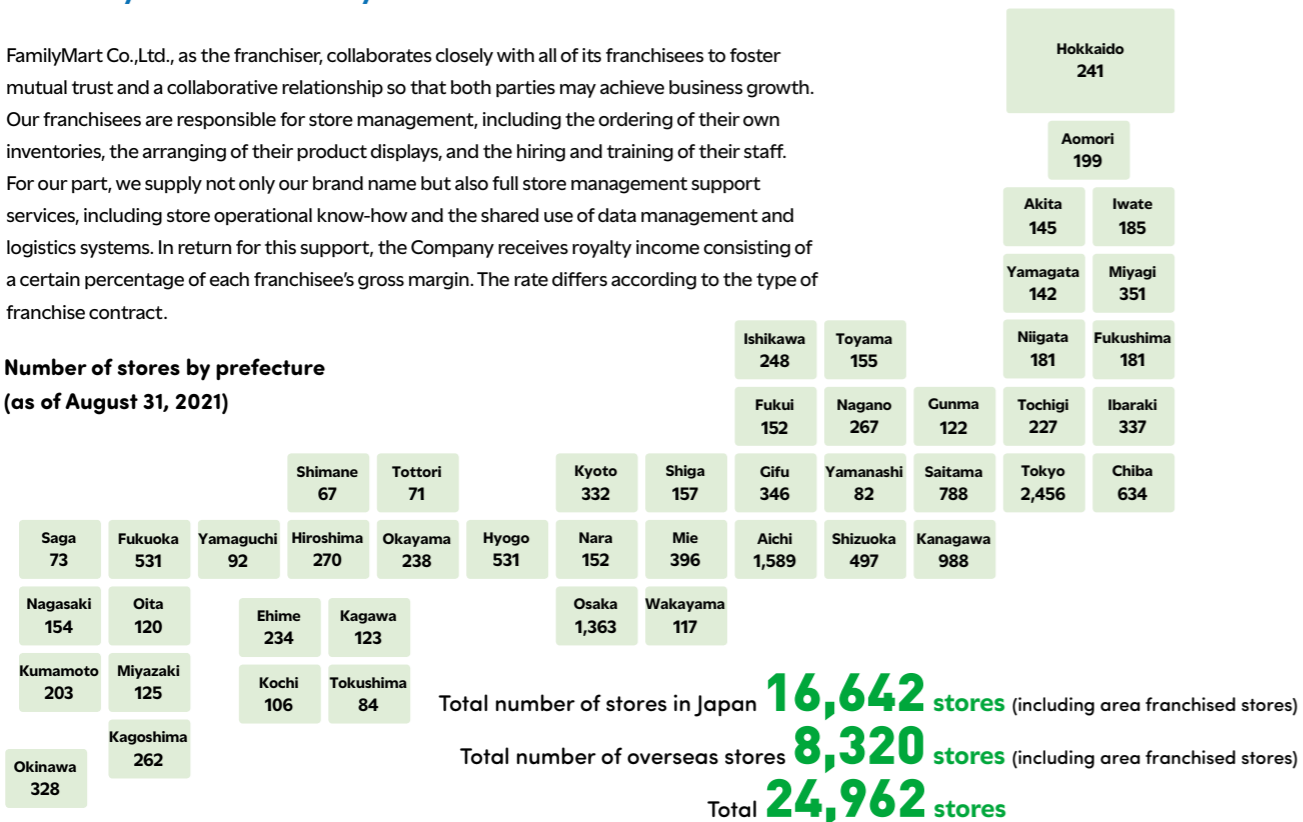 FamilyMart Co.,Ltd., as the franchiser, collaborates closely with all of its franchisees to foster
mutual trust and a collaborative relationship so that both parties may achieve business growth.
Our franchisees are responsible for store management, including the ordering of their own
inventories, the arranging of their product displays, and the hiring and training of their staff.
For our part, we supply not only our brand name but also full store management support
services, including store operational know-how and the shared use of data management and
logistics systems. In return for this support, the Company receives royalty income consisting of
a certain percentage of each franchisee's gross margin. The rate differs according to the type of
franchise contract.
Number of stores by prefecture
(as of August 31, 2021)
Hokkaido
241
Aomori
199
Akita
145
Iwate
185
Yamagata
142
Miyagi
351
Ishikawa
248
Toyama
155
Niigata
181
Fukushima
181
Fukui
152
Nagano
267
Gunma
122
Tochigi
227
Ibaraki
337
Shimane
67
Tottori
71
Kyoto
332
Shiga
157
Gifu
346
Yamanashi
82
Saitama
788
Tokyo
2,456
Chiba
634
Saga
73
Fukuoka
531
Yamaguchi
92
Hiroshima
270
Okayama
238
Hyogo
531
Nara
152
Mie
396
Aichi
1,589
Shizuoka
497
Kanagawa
988
Nagasaki
154
Oita
120
Ehime
234
Kagawa
123
Osaka
1,363
Wakayama
117
Kumamoto
203
Miyazaki
125
Kochi
106
Tokushima
84
Kagoshima
262
Okinawa
328
Total number of stores in Japan 16,642 stores (including area franchised stores)
Total number of overseas stores 8,320 stores (including area franchised stores)
Total 24,962 stores